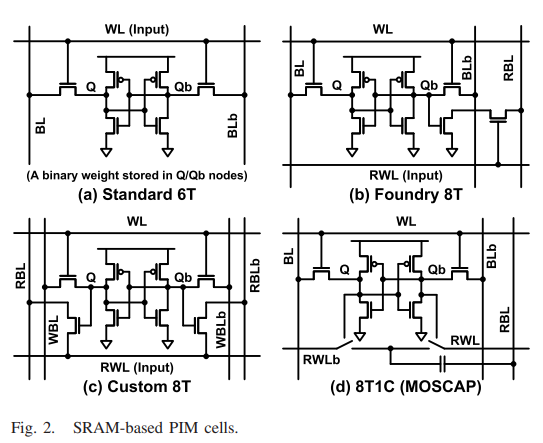 WL (Input)
Q
Qb
BL
BLb
(A binary weight stored in Q/Qb nodes)
(a) Standard 6T
WL
BL
Q
Qb
BLb
RBL
RWL (Input)
(b) Foundry 8T
WL
RBL
Q
Qb
RBLb
WBL
WBLb
RWL (Input)
(c) Custom 8T
WL
BL
Q
Qb
BLb
RBL
RWLb
RWL
(d) 8T1C (MOSCAP)
Fig. 2. SRAM-based PIM cells.